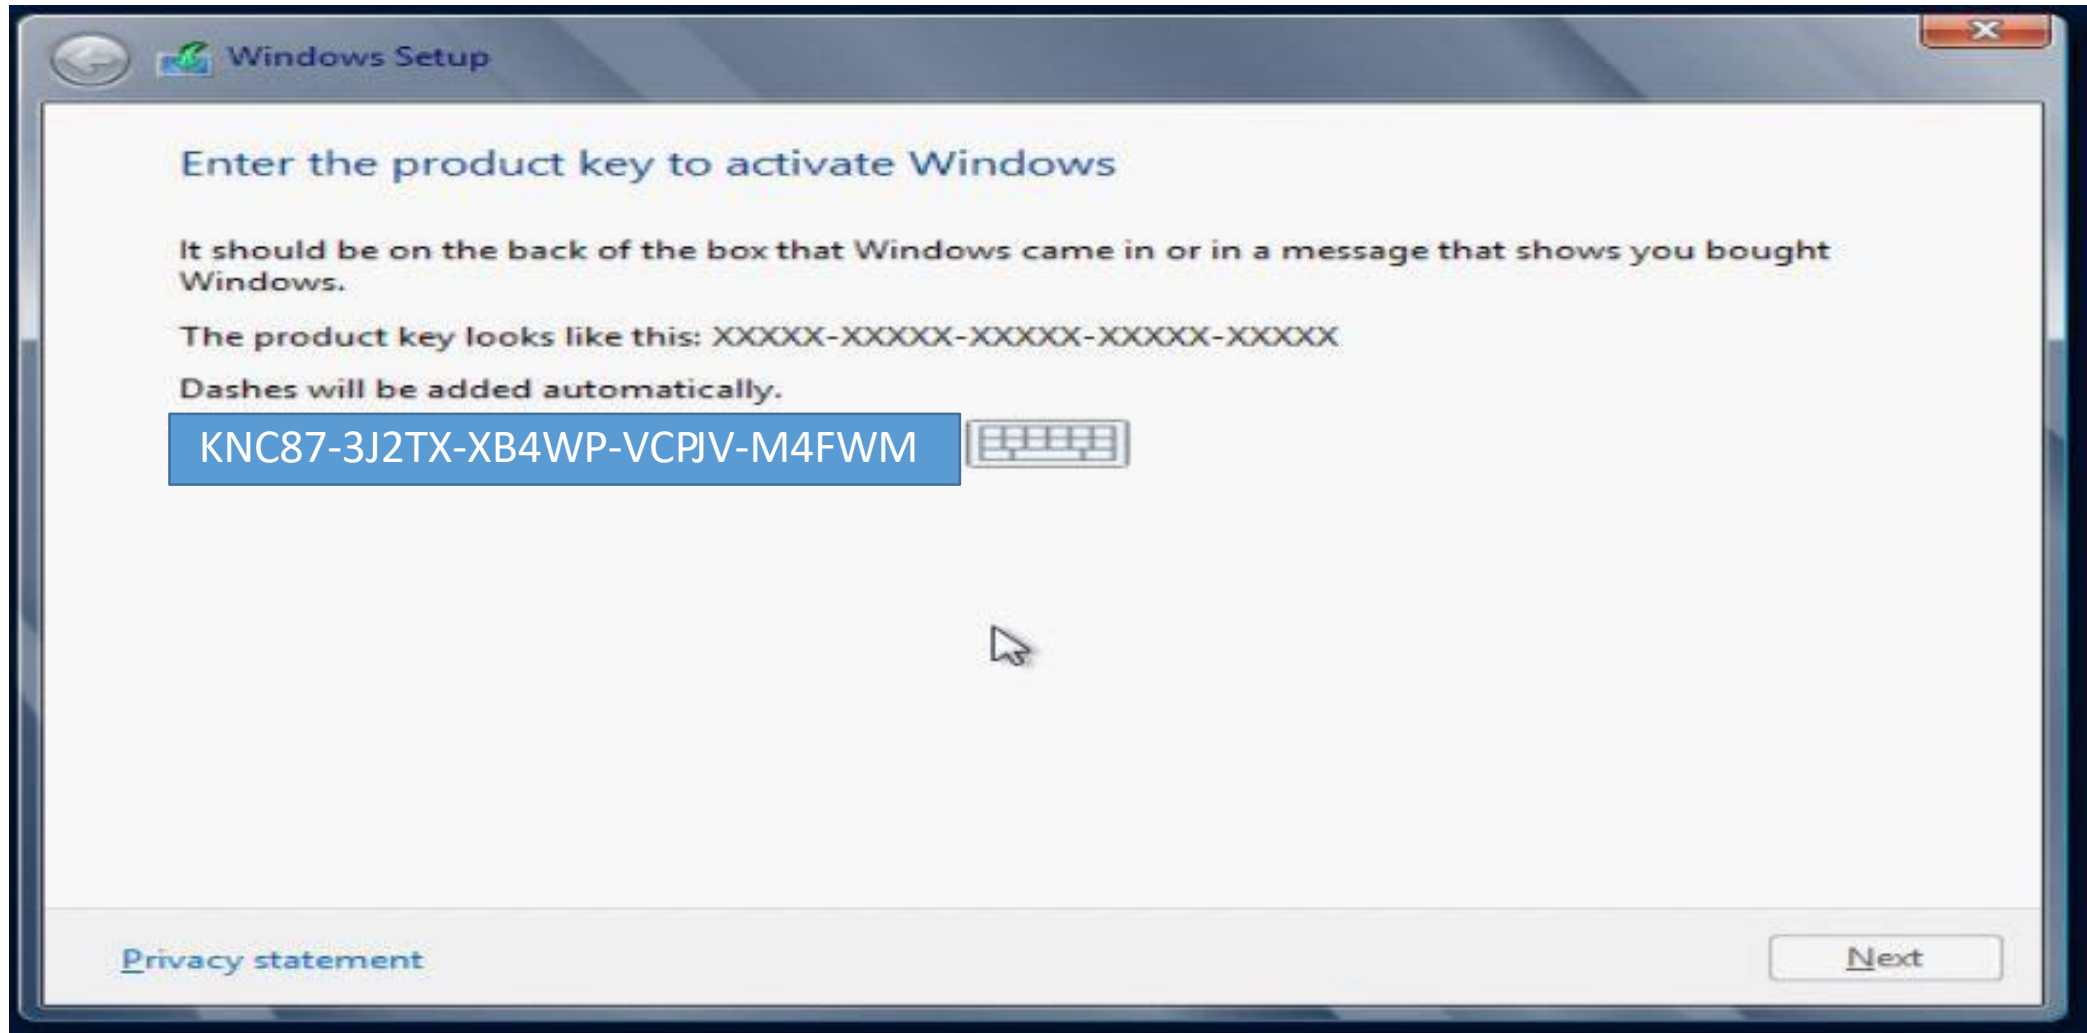 Windows Setup
Enter the product key to activate Windows
It should be on the back of the box that Windows came in or in a message that shows you bought
Windows.
The product key looks like this: XXXXX-XXXXX-XXXXX-XXXXX-XXXXX
Dashes will be added automatically.
KNC87-3J2TX-XB4WP-VCPJV-M4FWM
Privacy statement
Next